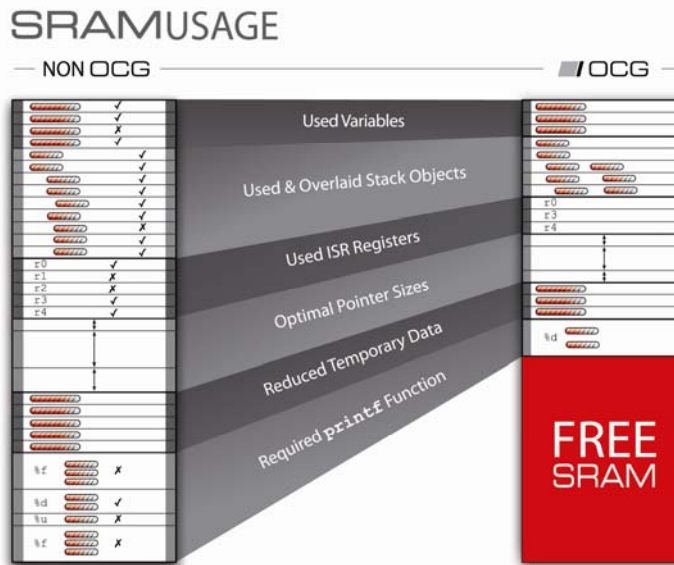 SRAMUSAGE
NON OCG
OCG
Used Variables
Used & Overlaid Stack Objects
Used ISR Registers
Optimal Pointer Sizes
Reduced Temporary Data
Required printf Function
r0
r1
r2
r3
r4
%f
%d
%u
%f
r0
r3
r4
%d
FREE
SRAM